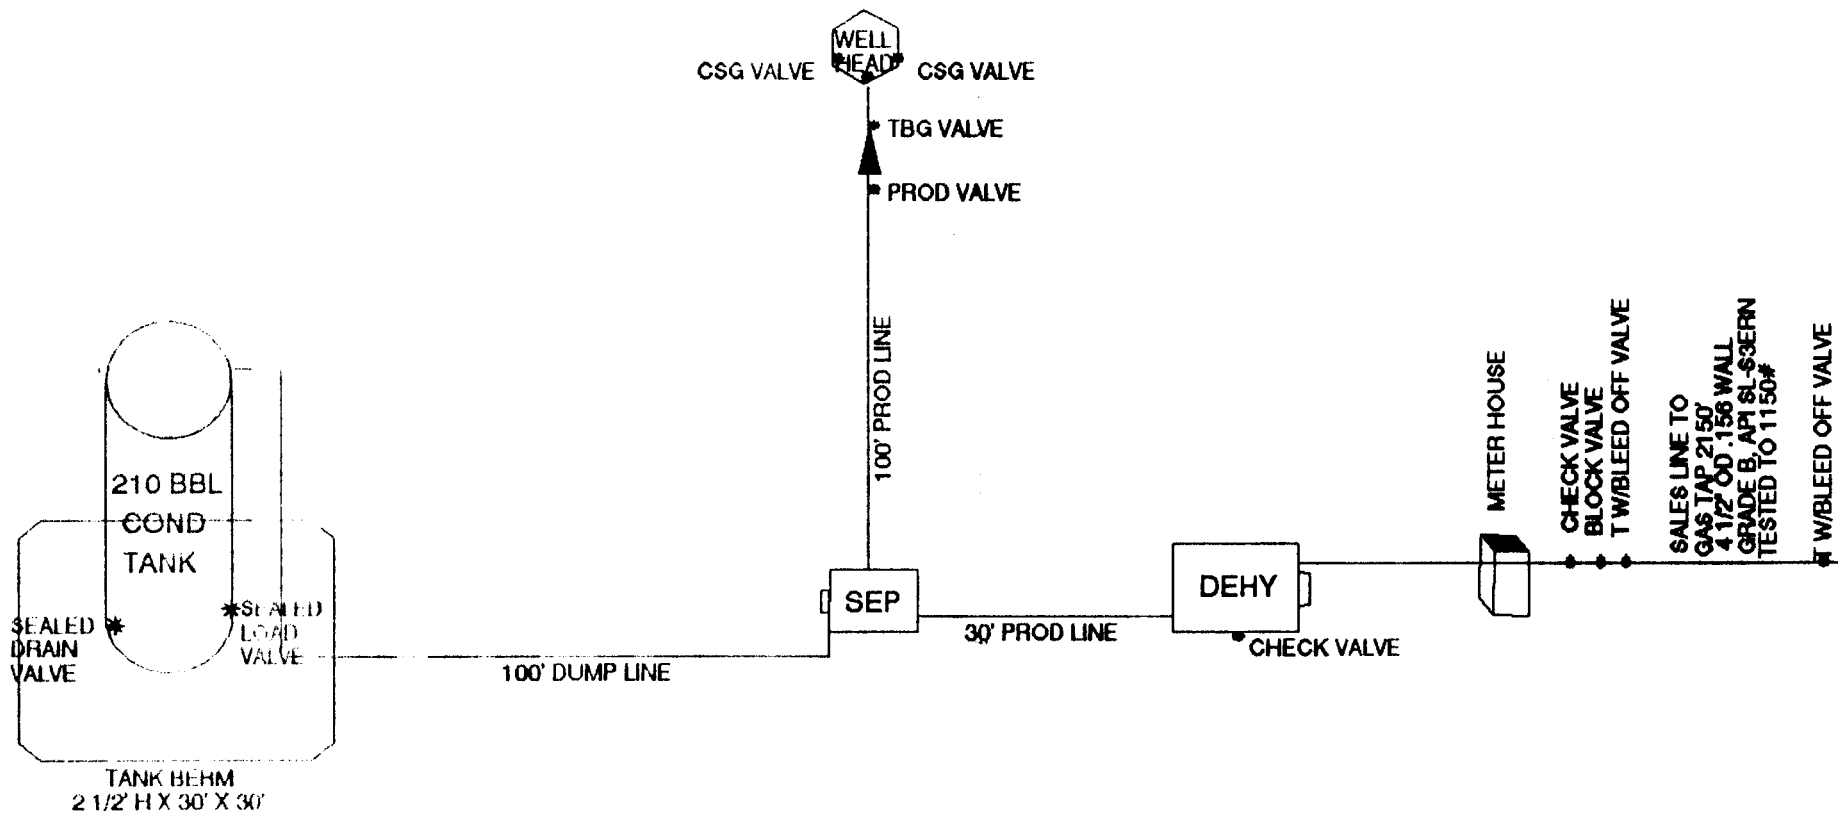 WELL
HEAD
CSG VALVE
CSG VALVE
TBG VALVE
PROD VALVE
100' PROD LINE
210 BBL
COND
TANK
SEALED
DRAIN
VALVE
SEALED
LOAD
VALVE
TANK BERM
2 1/2' H X 30' X 30'
100' DUMP LINE
SEP
30' PROD LINE
DEHY
CHECK VALVE
METER HOUSE
CHECK VALVE
BLOCK VALVE
T W/BLEED OFF VALVE
SALES LINE TO
GAS TAP 2150'
4 1/2" OD .156 WALL
GRADE B, API SL-S3ERN
TESTED TO 1150#
T W/BLEED OFF VALVE